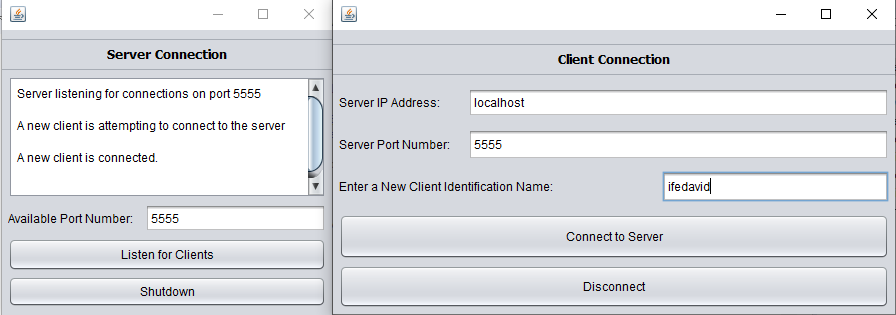 Server Connection
Server listening for connections on port 5555
A new client is attempting to connect to the server
A new client is connected.
Available Port Number: 5555
Listen for Clients
Shutdown
Client Connection
Server IP Address: localhost
Server Port Number: 5555
Enter a New Client Identification Name: ifedavid
Connect to Server
Disconnect